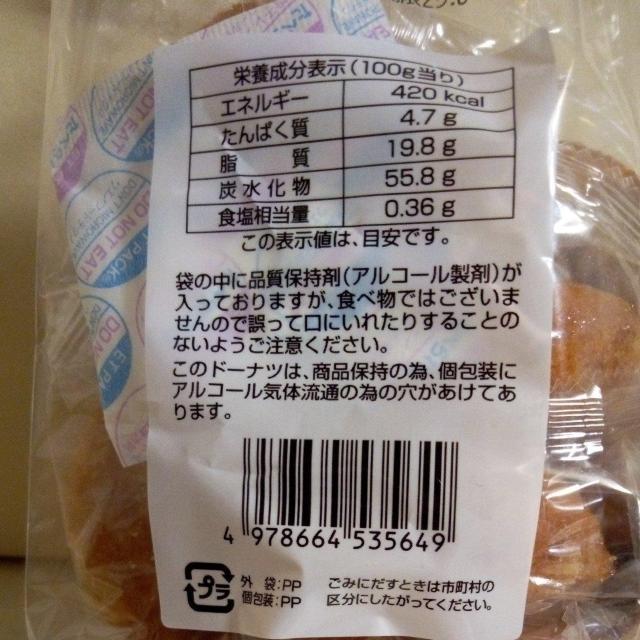 栄養成分表示(100g当り)
エネルギー 420 kcal
たんぱく質 4.7 g
脂質 19.8 g
炭水化物 55.8 g
食塩相当量 0.36 g
この表示値は、目安です。
袋の中に品質保持剤(アルコール製剤)が
入っておりますが、食べ物ではございま
せんので誤って口にいれたりすることの
ないようご注意ください。
このドーナツは、商品保持の為、個包装に
アルコール気体流通の為の穴があけてあ
ります。
4 978664 535649
プラ
外 袋:PP
個包装:PP
ごみにだすときは市町村の
区分にしたがってください。
DO NOT EAT